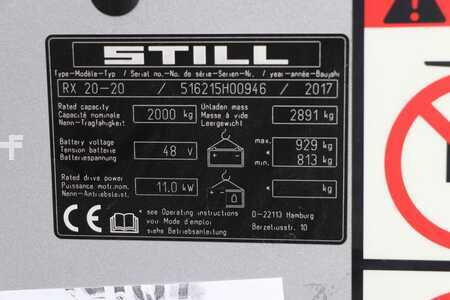 STILL
Type-Modèle-Typ / Serial no.-No. de série-Serien-Nr. / year-année-Baujahr
RX 20-20 / 516215H00946 / 2017
Rated capacity
Capacité nominale 2000 kg
Nenn-Tragfähigkeit
Unladen mass
Masse à vide 2891 kg
Leergewicht
Battery voltage
Tension batterie 48 V
Batteriespannung
max. 929 kg
* min. 813 kg
Rated drive power
Puissance motr.nom. 11.0 kW
Nenn-Antriebsleist.
* kg
CE
* see Operating instructions
voir Mode d'emploi
siehe Betriebsanleitung
D-22113 Hamburg
Berzeliusstr. 10